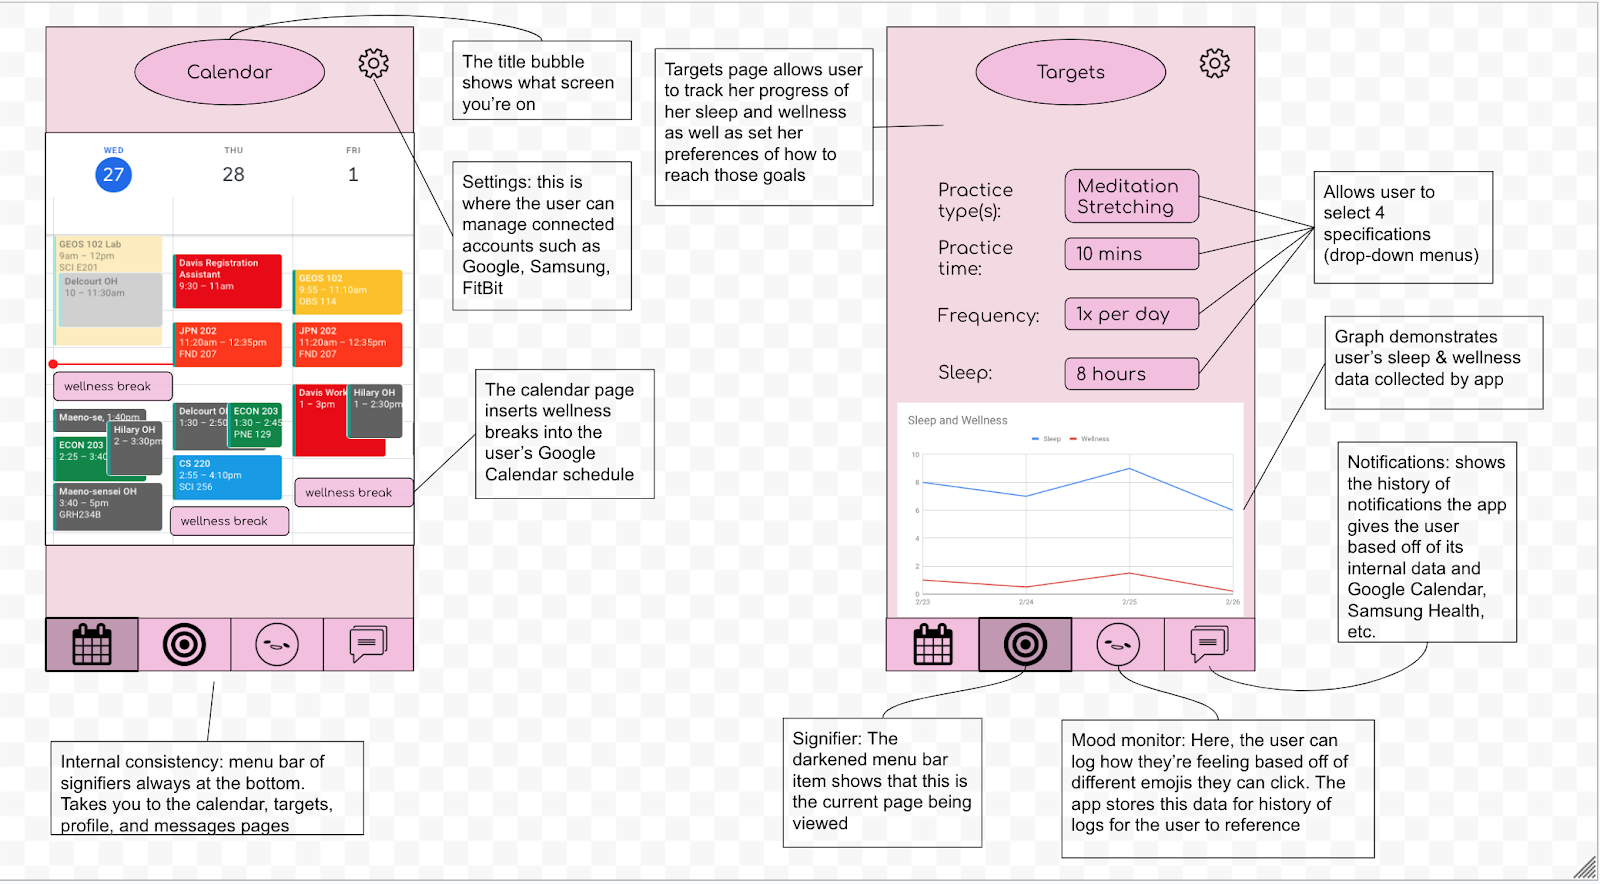 Calendar
The title bubble
shows what screen
you're on
WED
27
THU
28
FRI
1
Settings: this is
where the user can
manage connected
accounts such as
Google, Samsung,
FitBit
GEOS 102 Lab
9am – 12pm
SCI E201
Delcourt OH
10 – 11:30am
Davis Registration
Assistant
9:30 – 11am
GEOS 102
9:55 – 11:10am
OBS 114
JPN 202
11:20am – 12:35pm
FND 207
JPN 202
11:20am – 12:35pm
FND 207
wellness break
Maeno-se, 1:40pm
Hilary OH
2 – 3:30pm
ECON 203
2:25 – 3:40
Maeno-sensei OH
3:40 – 5pm
GRH234B
Delcourt OH
1:30 – 2:50
ECON 203
1:30 – 2:45
PNE 129
CS 220
2:55 – 4:10pm
SCI 256
wellness break
Davis Work
1 – 3pm
Hilary OH
1 – 2:30pm
wellness break
The calendar page
inserts wellness
breaks into the
user's Google
Calendar schedule
Internal consistency: menu bar of
signifiers always at the bottom.
Takes you to the calendar, targets,
profile, and messages pages
Targets page allows user
to track her progress of
her sleep and wellness
as well as set her
preferences of how to
reach those goals
Targets
Practice
type(s):
Meditation
Stretching
Practice
time:
10 mins
Frequency:
1x per day
Sleep:
8 hours
Allows user to
select 4
specifications
(drop-down menus)
Graph demonstrates
user's sleep & wellness
data collected by app
Sleep and Wellness
Sleep Wellness
10
8
6
4
2
0
2/23 2/24 2/25 2/26
Notifications: shows
the history of
notifications the app
gives the user
based off of its
internal data and
Google Calendar,
Samsung Health,
etc.
Signifier: The
darkened menu bar
item shows that this is
the current page being
viewed
Mood monitor: Here, the user can
log how they're feeling based off of
different emojis they can click. The
app stores this data for history of
logs for the user to reference